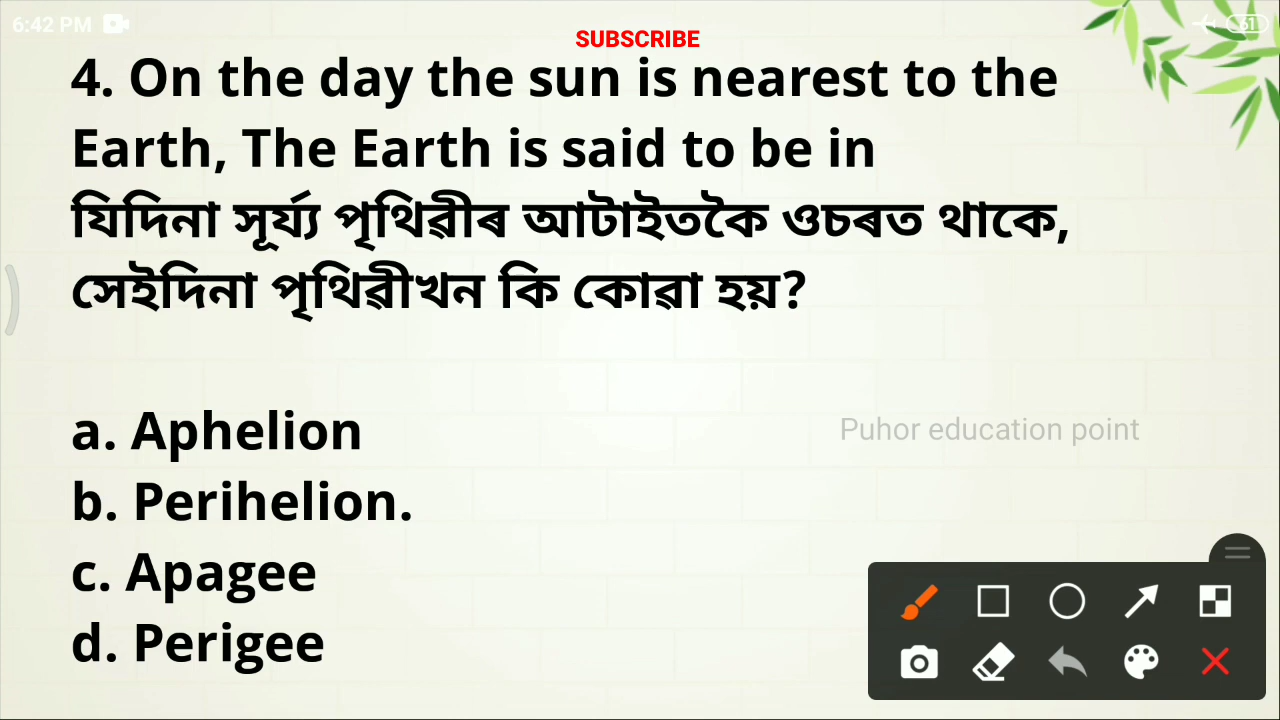 6:42 PM
61
SUBSCRIBE
4. On the day the sun is nearest to the
Earth, The Earth is said to be in
যিদিনা সূৰ্য্য পৃথিৱীৰ আটাইতকৈ ওচৰত থাকে,
সেইদিনা পৃথিৱীখন কি কোৱা হয়?
a. Aphelion
Puhor education point
b. Perihelion.
c. Apagee
d. Perigee